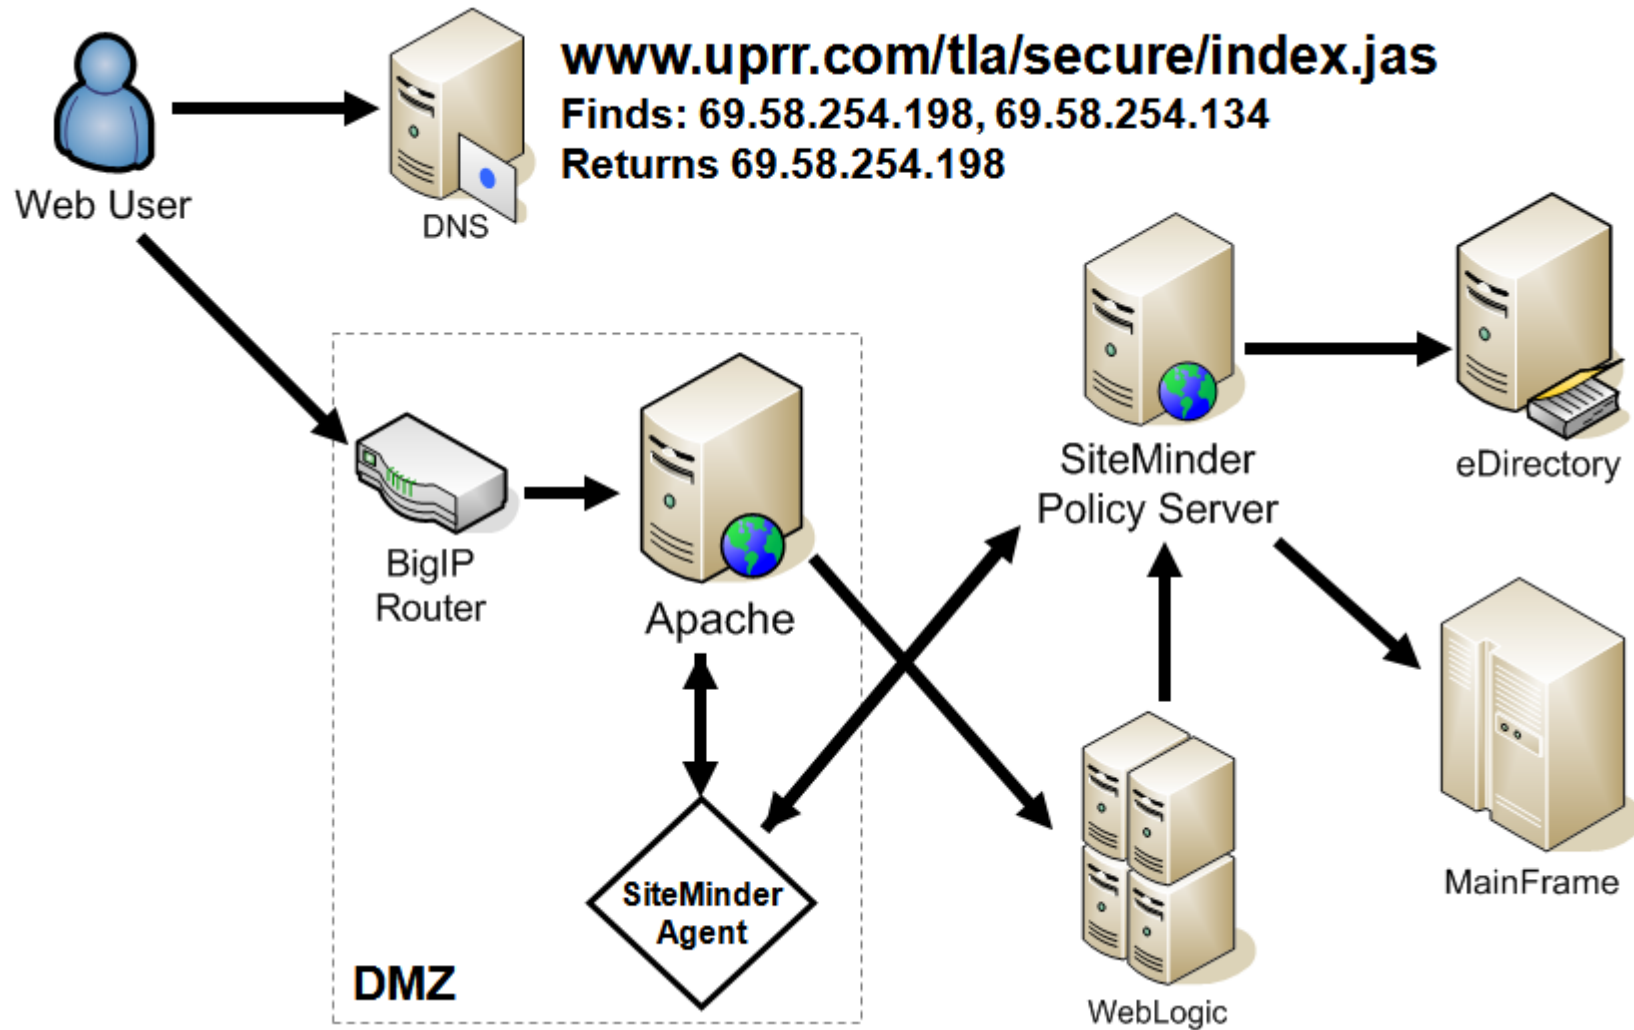 www.uprr.com/tla/secure/index.jas
Finds: 69.58.254.198, 69.58.254.134
Returns 69.58.254.198
Web User
DNS
SiteMinder
Policy Server
eDirectory
BigIP
Router
Apache
MainFrame
SiteMinder
Agent
DMZ
WebLogic